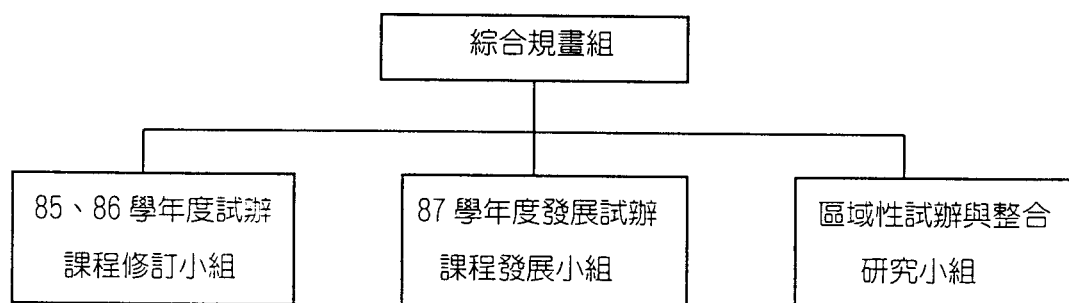 綜合規畫組
85、86 學年度試辦
課程修訂小組
87 學年度發展試辦
課程發展小組
區域性試辦與整合
研究小組